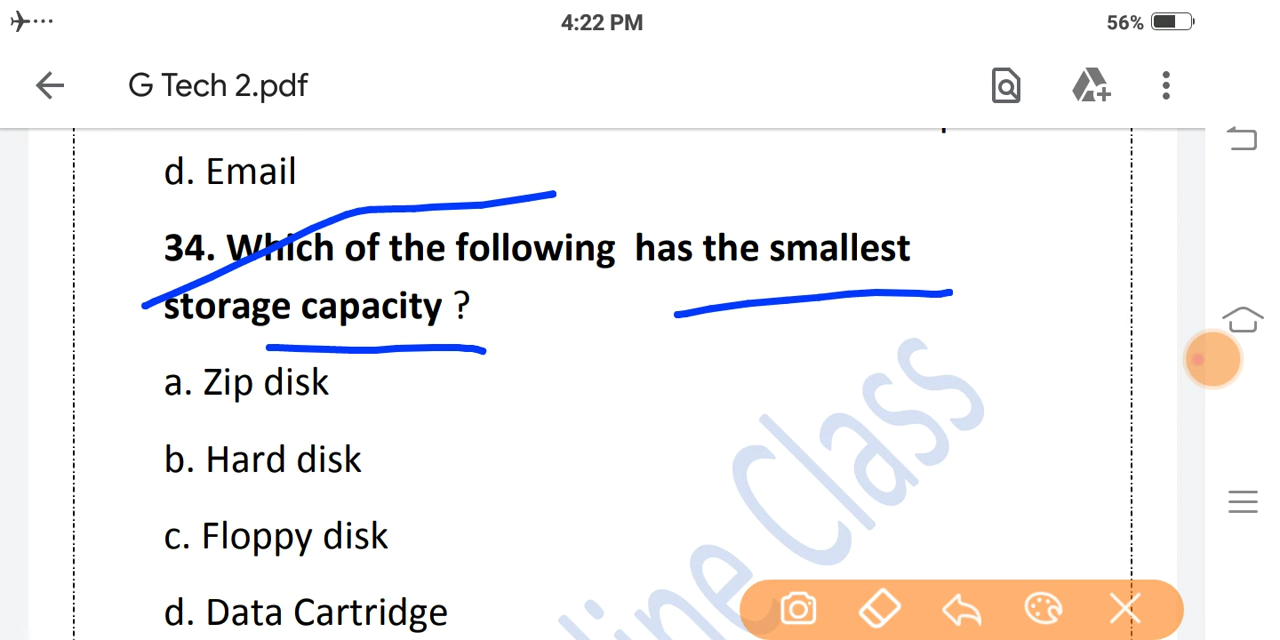 4:22 PM
56%
G Tech 2.pdf
d. Email
34. Which of the following has the smallest
storage capacity ?
a. Zip disk
b. Hard disk
c. Floppy disk
d. Data Cartridge
Class